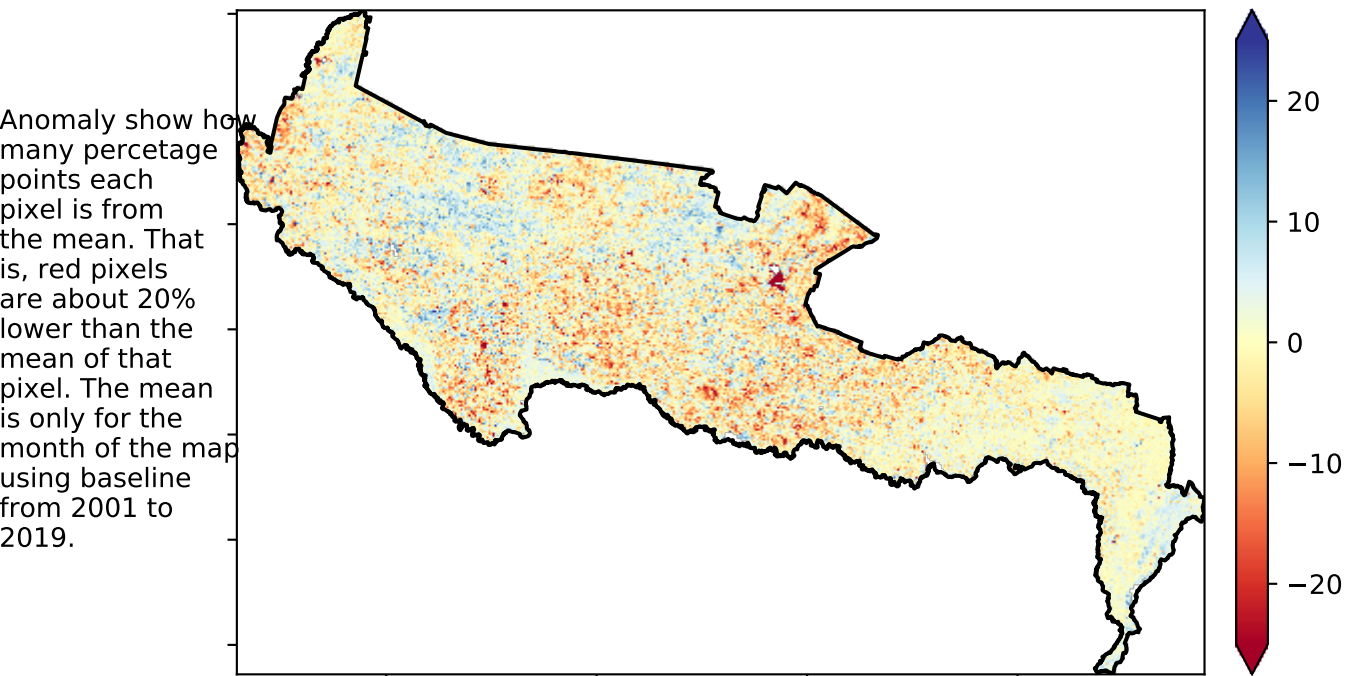 Anomaly show how
many percetage
points each
pixel is from
the mean. That
is, red pixels
are about 20%
lower than the
mean of that
pixel. The mean
is only for the
month of the map
using baseline
from 2001 to
2019.
20
10
0
−10
−20